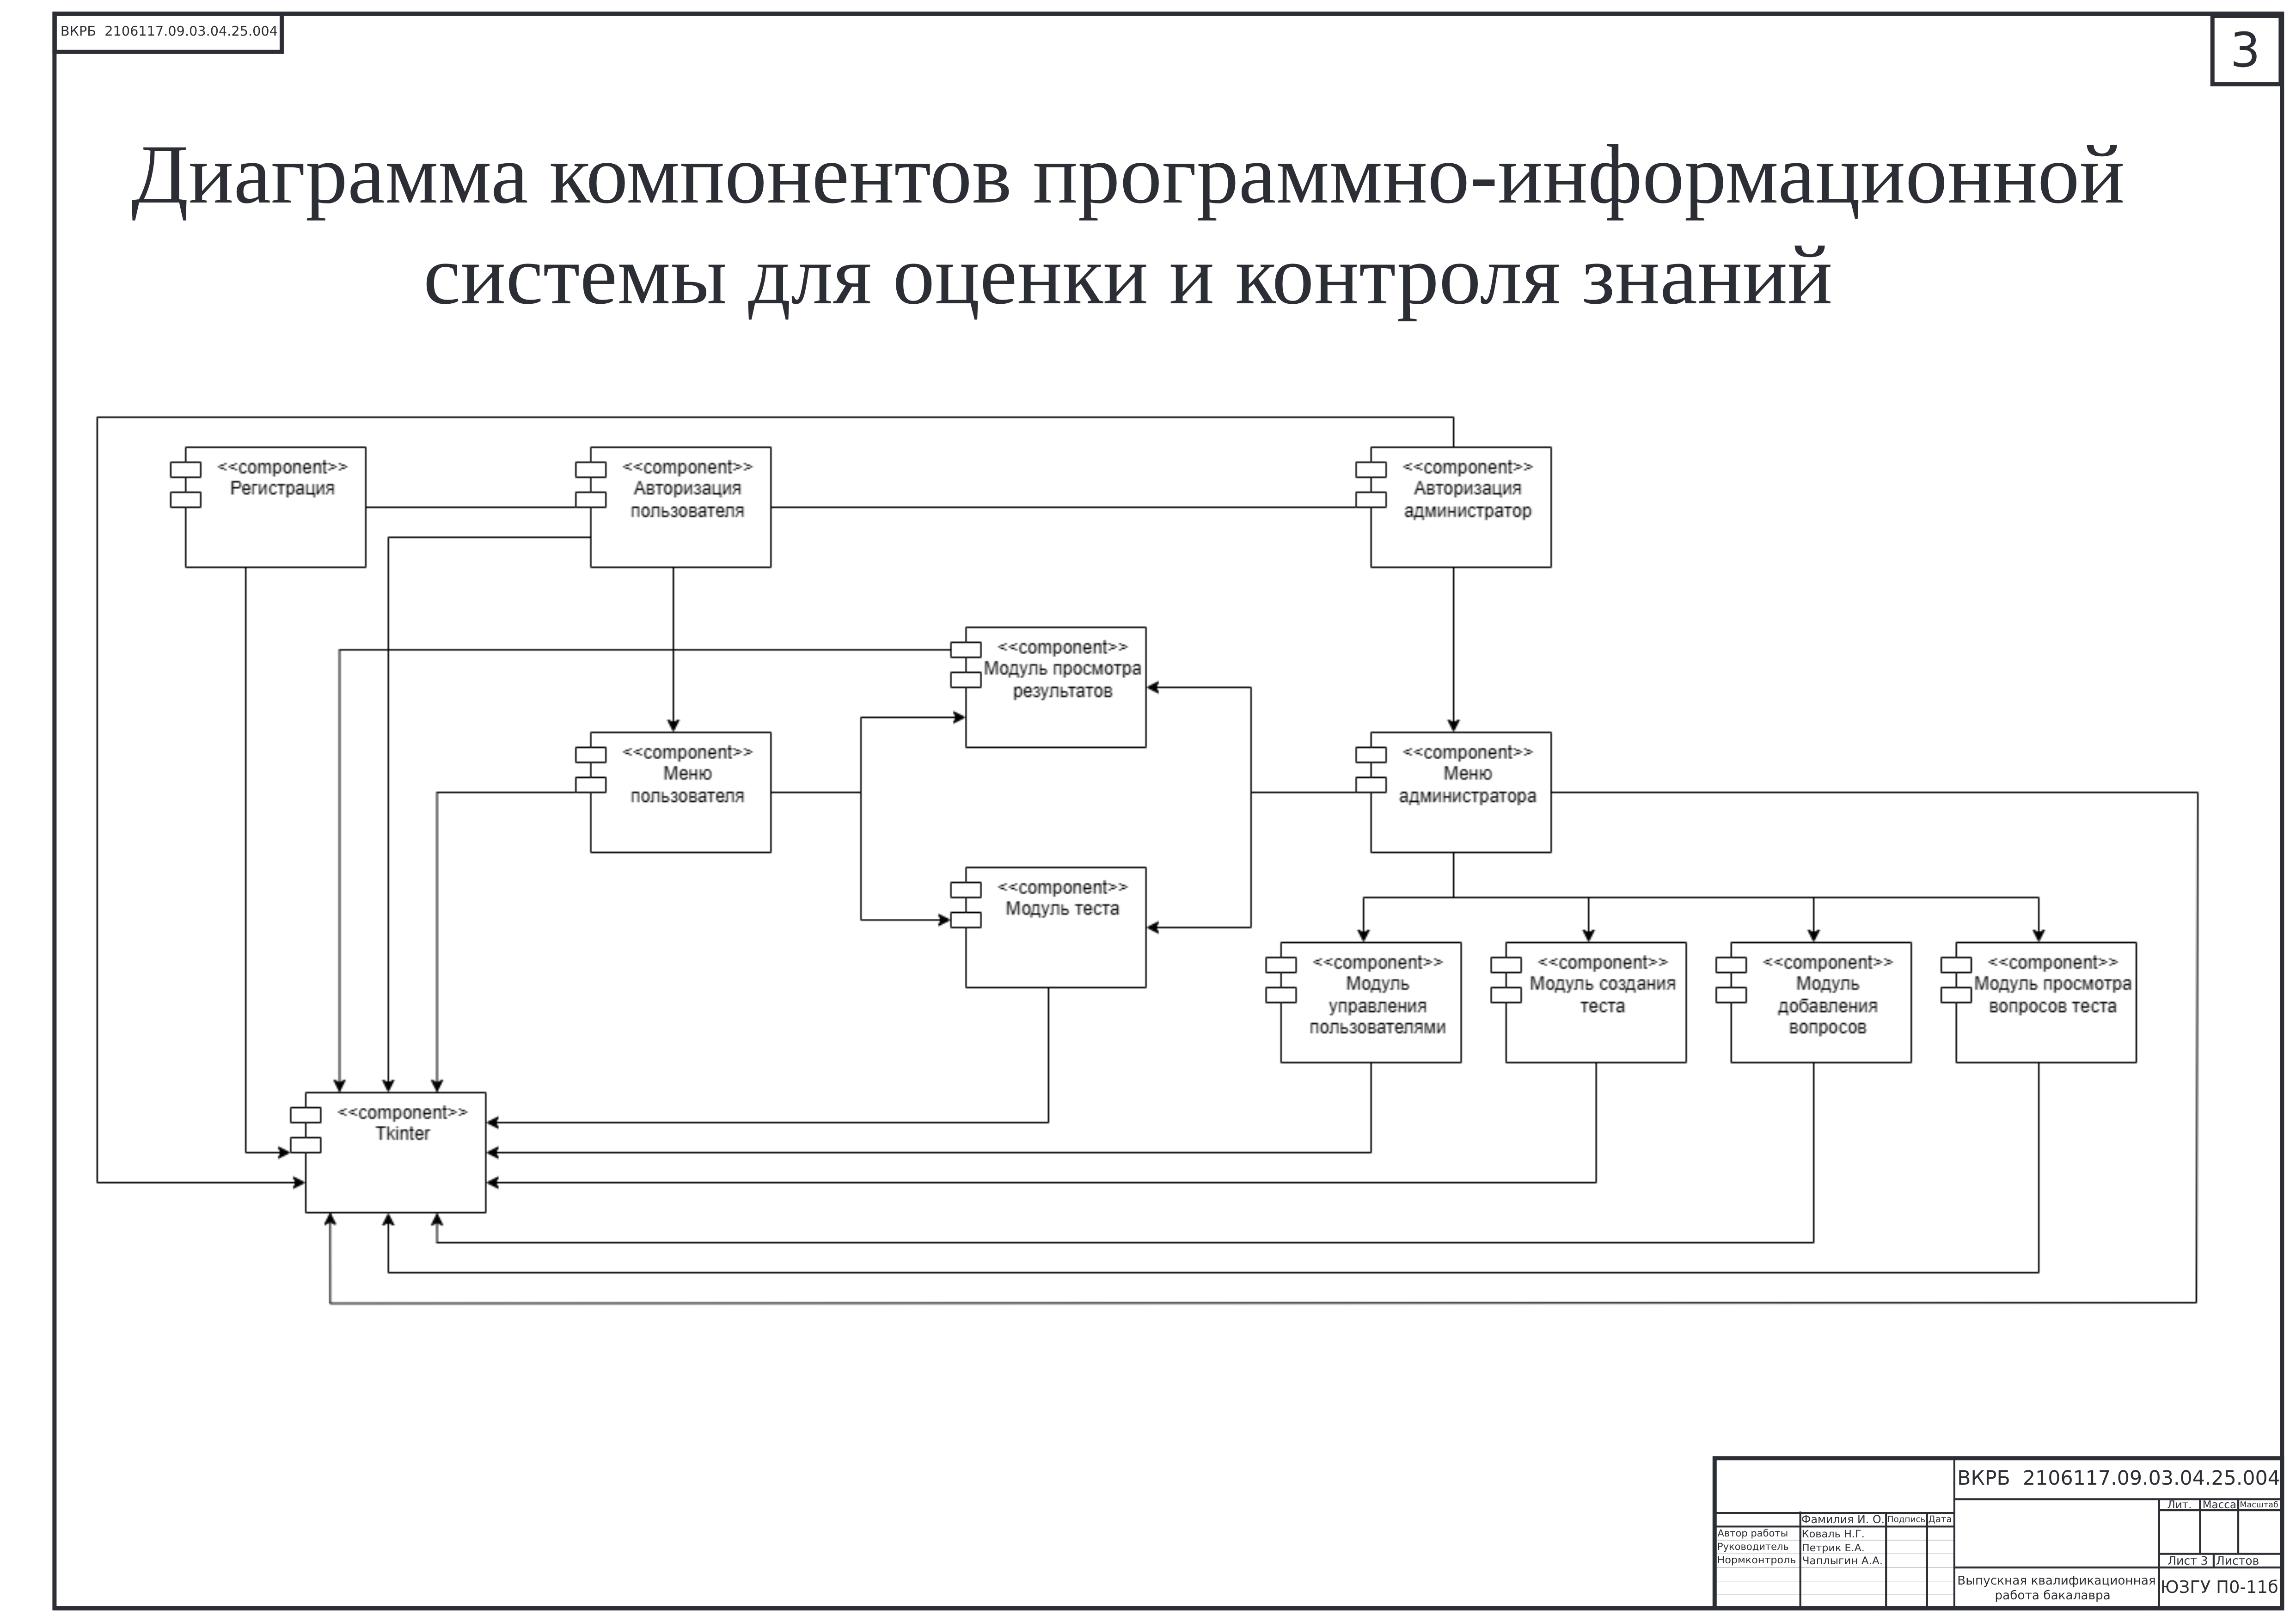 ВКРБ 2106117.09.03.04.25.004
3
Диаграмма компонентов программно-информационной
системы для оценки и контроля знаний
<<component>>
Регистрация
<<component>>
Авторизация
пользователя
<<component>>
Авторизация
администратор
<<component>>
Модуль просмотра
результатов
<<component>>
Меню
пользователя
<<component>>
Меню
администратора
<<component>>
Модуль теста
<<component>>
Модуль
управления
пользователями
<<component>>
Модуль создания
теста
<<component>>
Модуль
добавления
вопросов
<<component>>
Модуль просмотра
вопросов теста
<<component>>
Tkinter
ВКРБ 2106117.09.03.04.25.004
Лит. Масса Масштаб
Фамилия И. О. Подпись Дата
Автор работы Коваль Н.Г.
Руководитель Петрик Е.А.
Нормконтроль Чаплыгин А.А.
Лист 3 Листов
Выпускная квалификационная
работа бакалавра
ЮЗГУ П0-11б